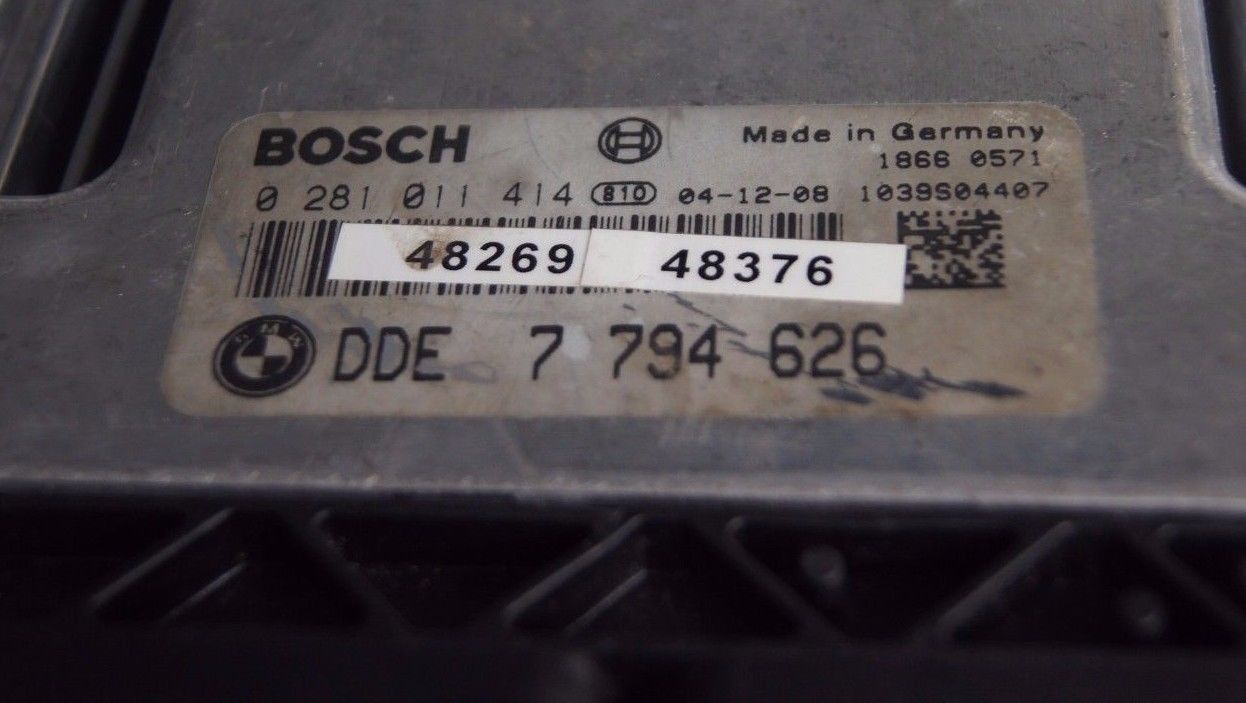 BOSCH Made in Germany
1866 0571
0 281 011 414 810 04-12-08 1039S04407
48269 48376
BMW DDE 7 794 626